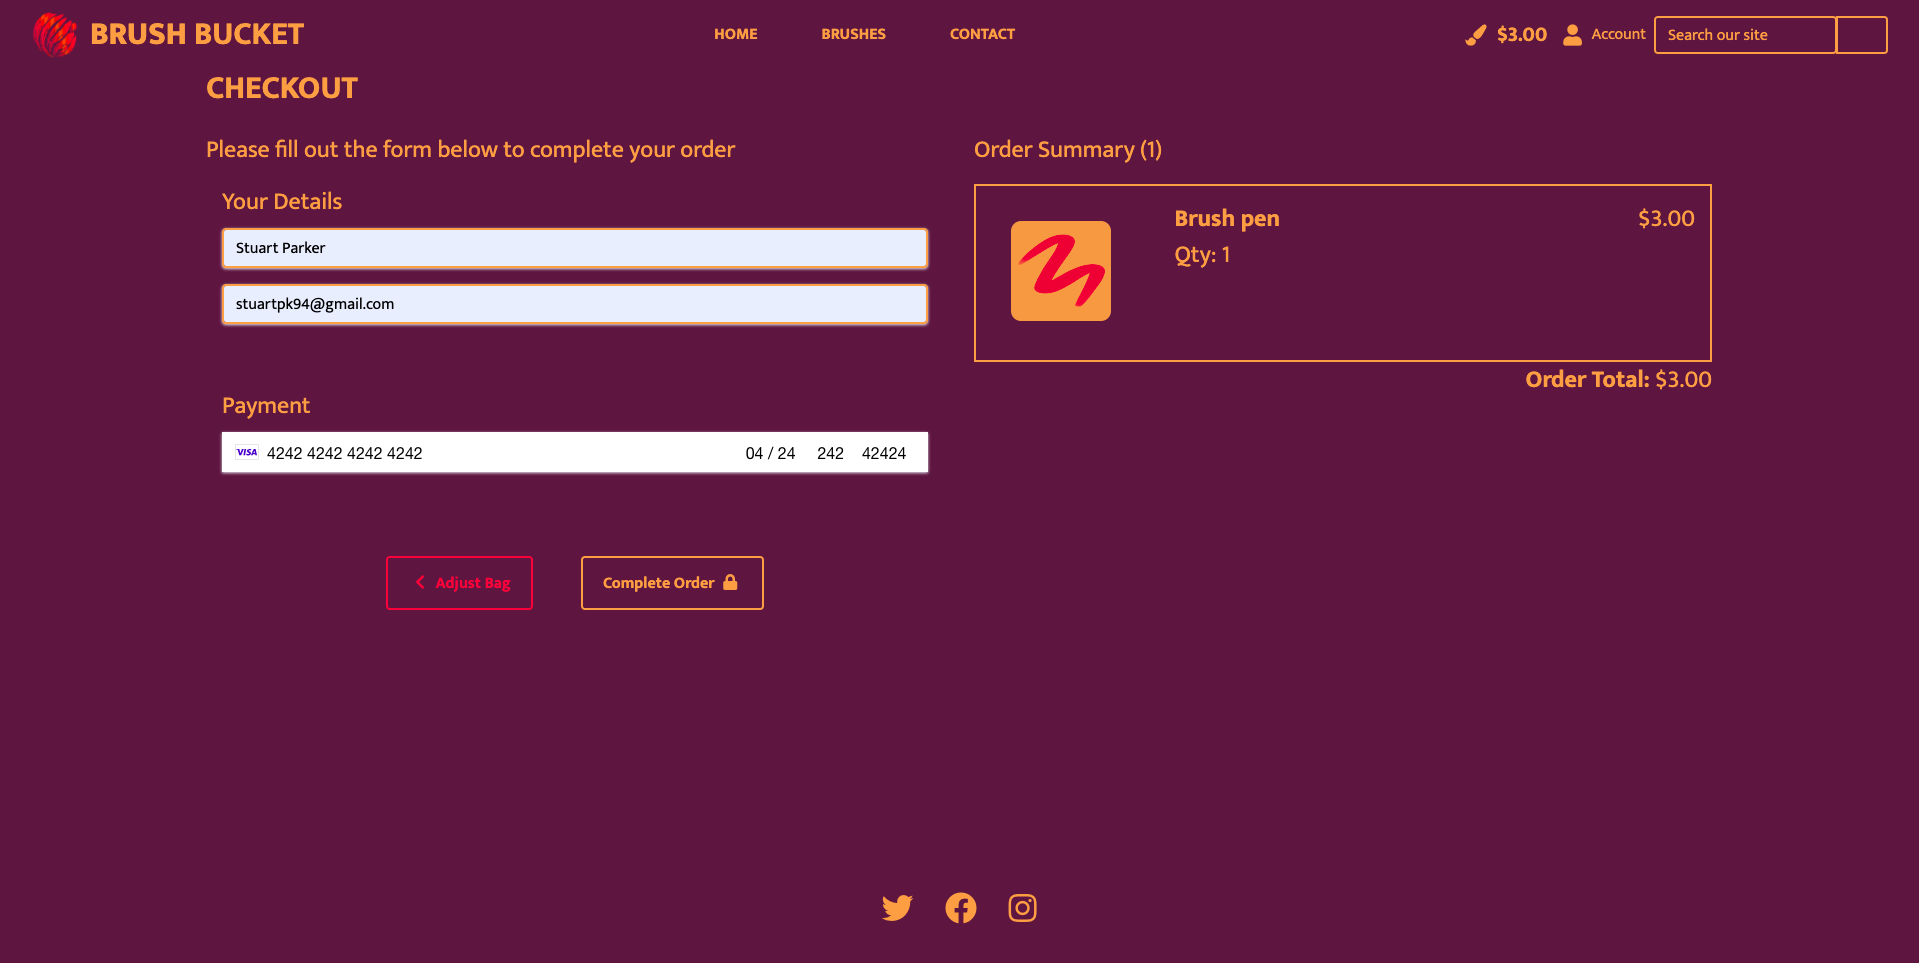 BRUSH BUCKET
HOME BRUSHES CONTACT
$3.00 Account Search our site
CHECKOUT
Please fill out the form below to complete your order
Your Details
Stuart Parker
stuartpk94@gmail.com
Payment
VISA 4242 4242 4242 4242 04 / 24 242 42424
Adjust Bag Complete Order
Order Summary (1)
Brush pen $3.00
Qty: 1
Order Total: $3.00